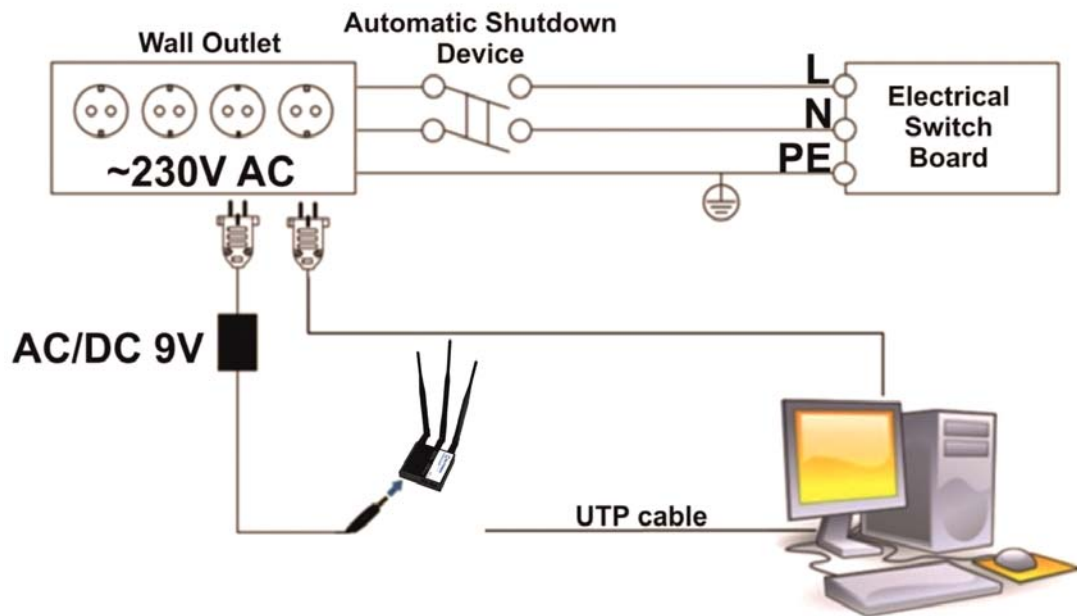 Automatic Shutdown
Device
Wall Outlet
L
N
PE
Electrical
Switch
Board
~230V AC
AC/DC 9V
UTP cable